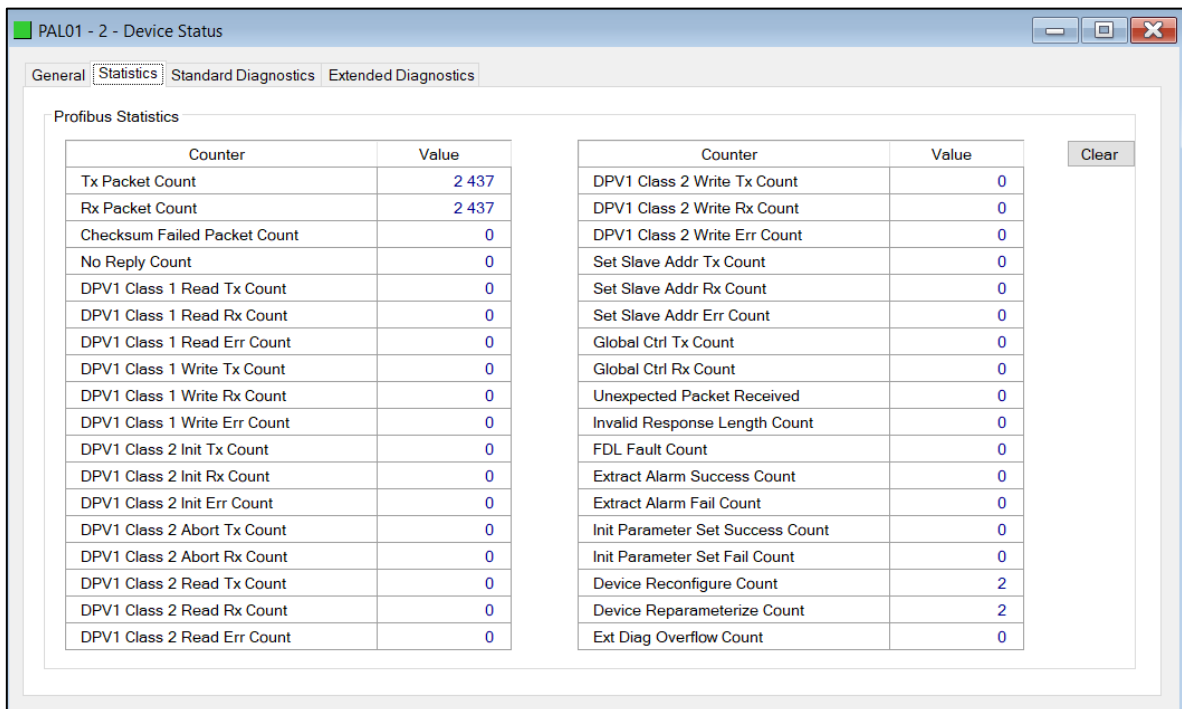 PAL01 - 2 - Device Status
General Statistics Standard Diagnostics Extended Diagnostics
Profibus Statistics
Counter Value
Tx Packet Count 2 437
Rx Packet Count 2 437
Checksum Failed Packet Count 0
No Reply Count 0
DPV1 Class 1 Read Tx Count 0
DPV1 Class 1 Read Rx Count 0
DPV1 Class 1 Read Err Count 0
DPV1 Class 1 Write Tx Count 0
DPV1 Class 1 Write Rx Count 0
DPV1 Class 1 Write Err Count 0
DPV1 Class 2 Init Tx Count 0
DPV1 Class 2 Init Rx Count 0
DPV1 Class 2 Init Err Count 0
DPV1 Class 2 Abort Tx Count 0
DPV1 Class 2 Abort Rx Count 0
DPV1 Class 2 Read Tx Count 0
DPV1 Class 2 Read Rx Count 0
DPV1 Class 2 Read Err Count 0
Counter Value
DPV1 Class 2 Write Tx Count 0
DPV1 Class 2 Write Rx Count 0
DPV1 Class 2 Write Err Count 0
Set Slave Addr Tx Count 0
Set Slave Addr Rx Count 0
Set Slave Addr Err Count 0
Global Ctrl Tx Count 0
Global Ctrl Rx Count 0
Unexpected Packet Received 0
Invalid Response Length Count 0
FDL Fault Count 0
Extract Alarm Success Count 0
Extract Alarm Fail Count 0
Init Parameter Set Success Count 0
Init Parameter Set Fail Count 0
Device Reconfigure Count 2
Device Reparameterize Count 2
Ext Diag Overflow Count 0
Clear